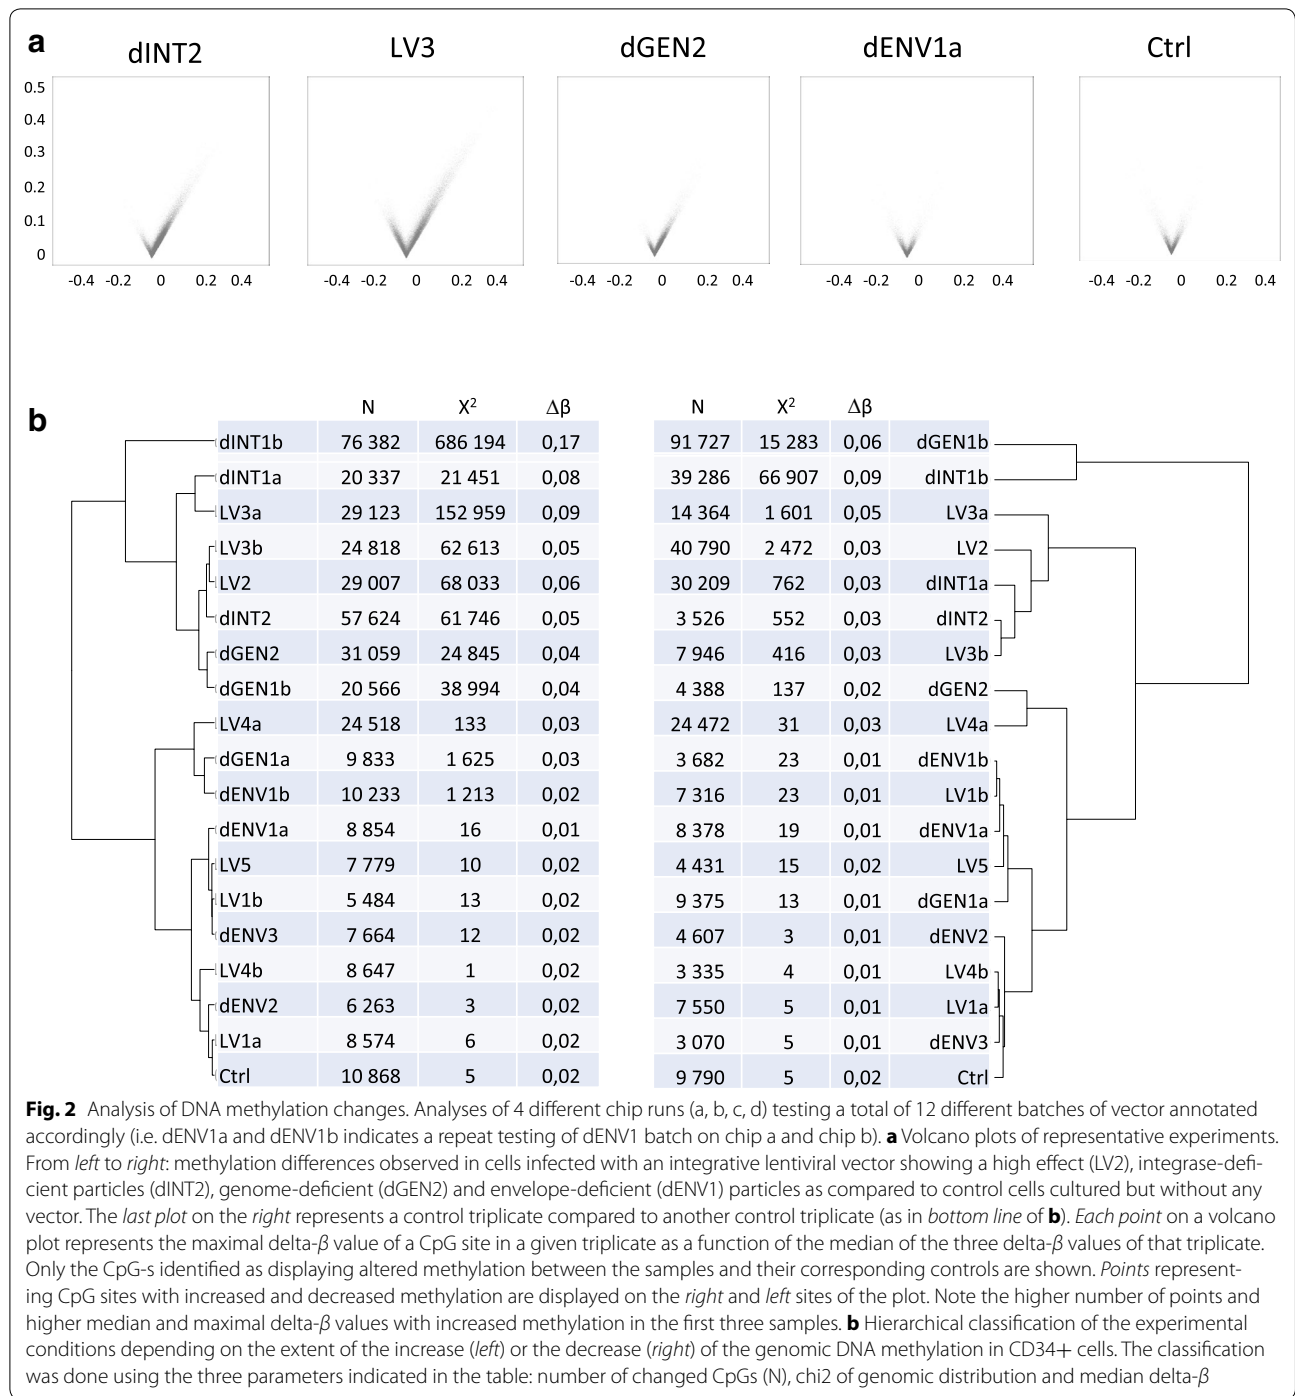 a
dINT2 LV3 dGEN2 dENV1a Ctrl
0.5
0.4
0.3
0.2
0.1
0
-0.4 -0.2 0 0.2 0.4 -0.4 -0.2 0 0.2 0.4 -0.4 -0.2 0 0.2 0.4 -0.4 -0.2 0 0.2 0.4 -0.4 -0.2 0 0.2 0.4
b
N X² Δβ N X² Δβ
dINT1b 76 382 686 194 0,17 91 727 15 283 0,06 dGEN1b
dINT1a 20 337 21 451 0,08 39 286 66 907 0,09 dINT1b
LV3a 29 123 152 959 0,09 14 364 1 601 0,05 LV3a
LV3b 24 818 62 613 0,05 40 790 2 472 0,03 LV2
LV2 29 007 68 033 0,06 30 209 762 0,03 dINT1a
dINT2 57 624 61 746 0,05 3 526 552 0,03 dINT2
dGEN2 31 059 24 845 0,04 7 946 416 0,03 LV3b
dGEN1b 20 566 38 994 0,04 4 388 137 0,02 dGEN2
LV4a 24 518 133 0,03 24 472 31 0,03 LV4a
dGEN1a 9 833 1 625 0,03 3 682 23 0,01 dENV1b
dENV1b 10 233 1 213 0,02 7 316 23 0,01 LV1b
dENV1a 8 854 16 0,01 8 378 19 0,01 dENV1a
LV5 7 779 10 0,02 4 431 15 0,02 LV5
LV1b 5 484 13 0,02 9 375 13 0,01 dGEN1a
dENV3 7 664 12 0,02 4 607 3 0,01 dENV2
LV4b 8 647 1 0,02 3 335 4 0,01 LV4b
dENV2 6 263 3 0,02 7 550 5 0,01 LV1a
LV1a 8 574 6 0,02 3 070 5 0,01 dENV3
Ctrl 10 868 5 0,02 9 790 5 0,02 Ctrl
Fig. 2 Analysis of DNA methylation changes. Analyses of 4 different chip runs (a, b, c, d) testing a total of 12 different batches of vector annotated
accordingly (i.e. dENV1a and dENV1b indicates a repeat testing of dENV1 batch on chip a and chip b). a Volcano plots of representative experiments.
From left to right: methylation differences observed in cells infected with an integrative lentiviral vector showing a high effect (LV2), integrase-defi-
cient particles (dINT2), genome-deficient (dGEN2) and envelope-deficient (dENV1) particles as compared to control cells cultured but without any
vector. The last plot on the right represents a control triplicate compared to another control triplicate (as in bottom line of b). Each point on a volcano
plot represents the maximal delta-β value of a CpG site in a given triplicate as a function of the median of the three delta-β values of that triplicate.
Only the CpG-s identified as displaying altered methylation between the samples and their corresponding controls are shown. Points represent-
ing CpG sites with increased and decreased methylation are displayed on the right and left sites of the plot. Note the higher number of points and
higher median and maximal delta-β values with increased methylation in the first three samples. b Hierarchical classification of the experimental
conditions depending on the extent of the increase (left) or the decrease (right) of the genomic DNA methylation in CD34+ cells. The classification
was done using the three parameters indicated in the table: number of changed CpGs (N), chi2 of genomic distribution and median delta-β